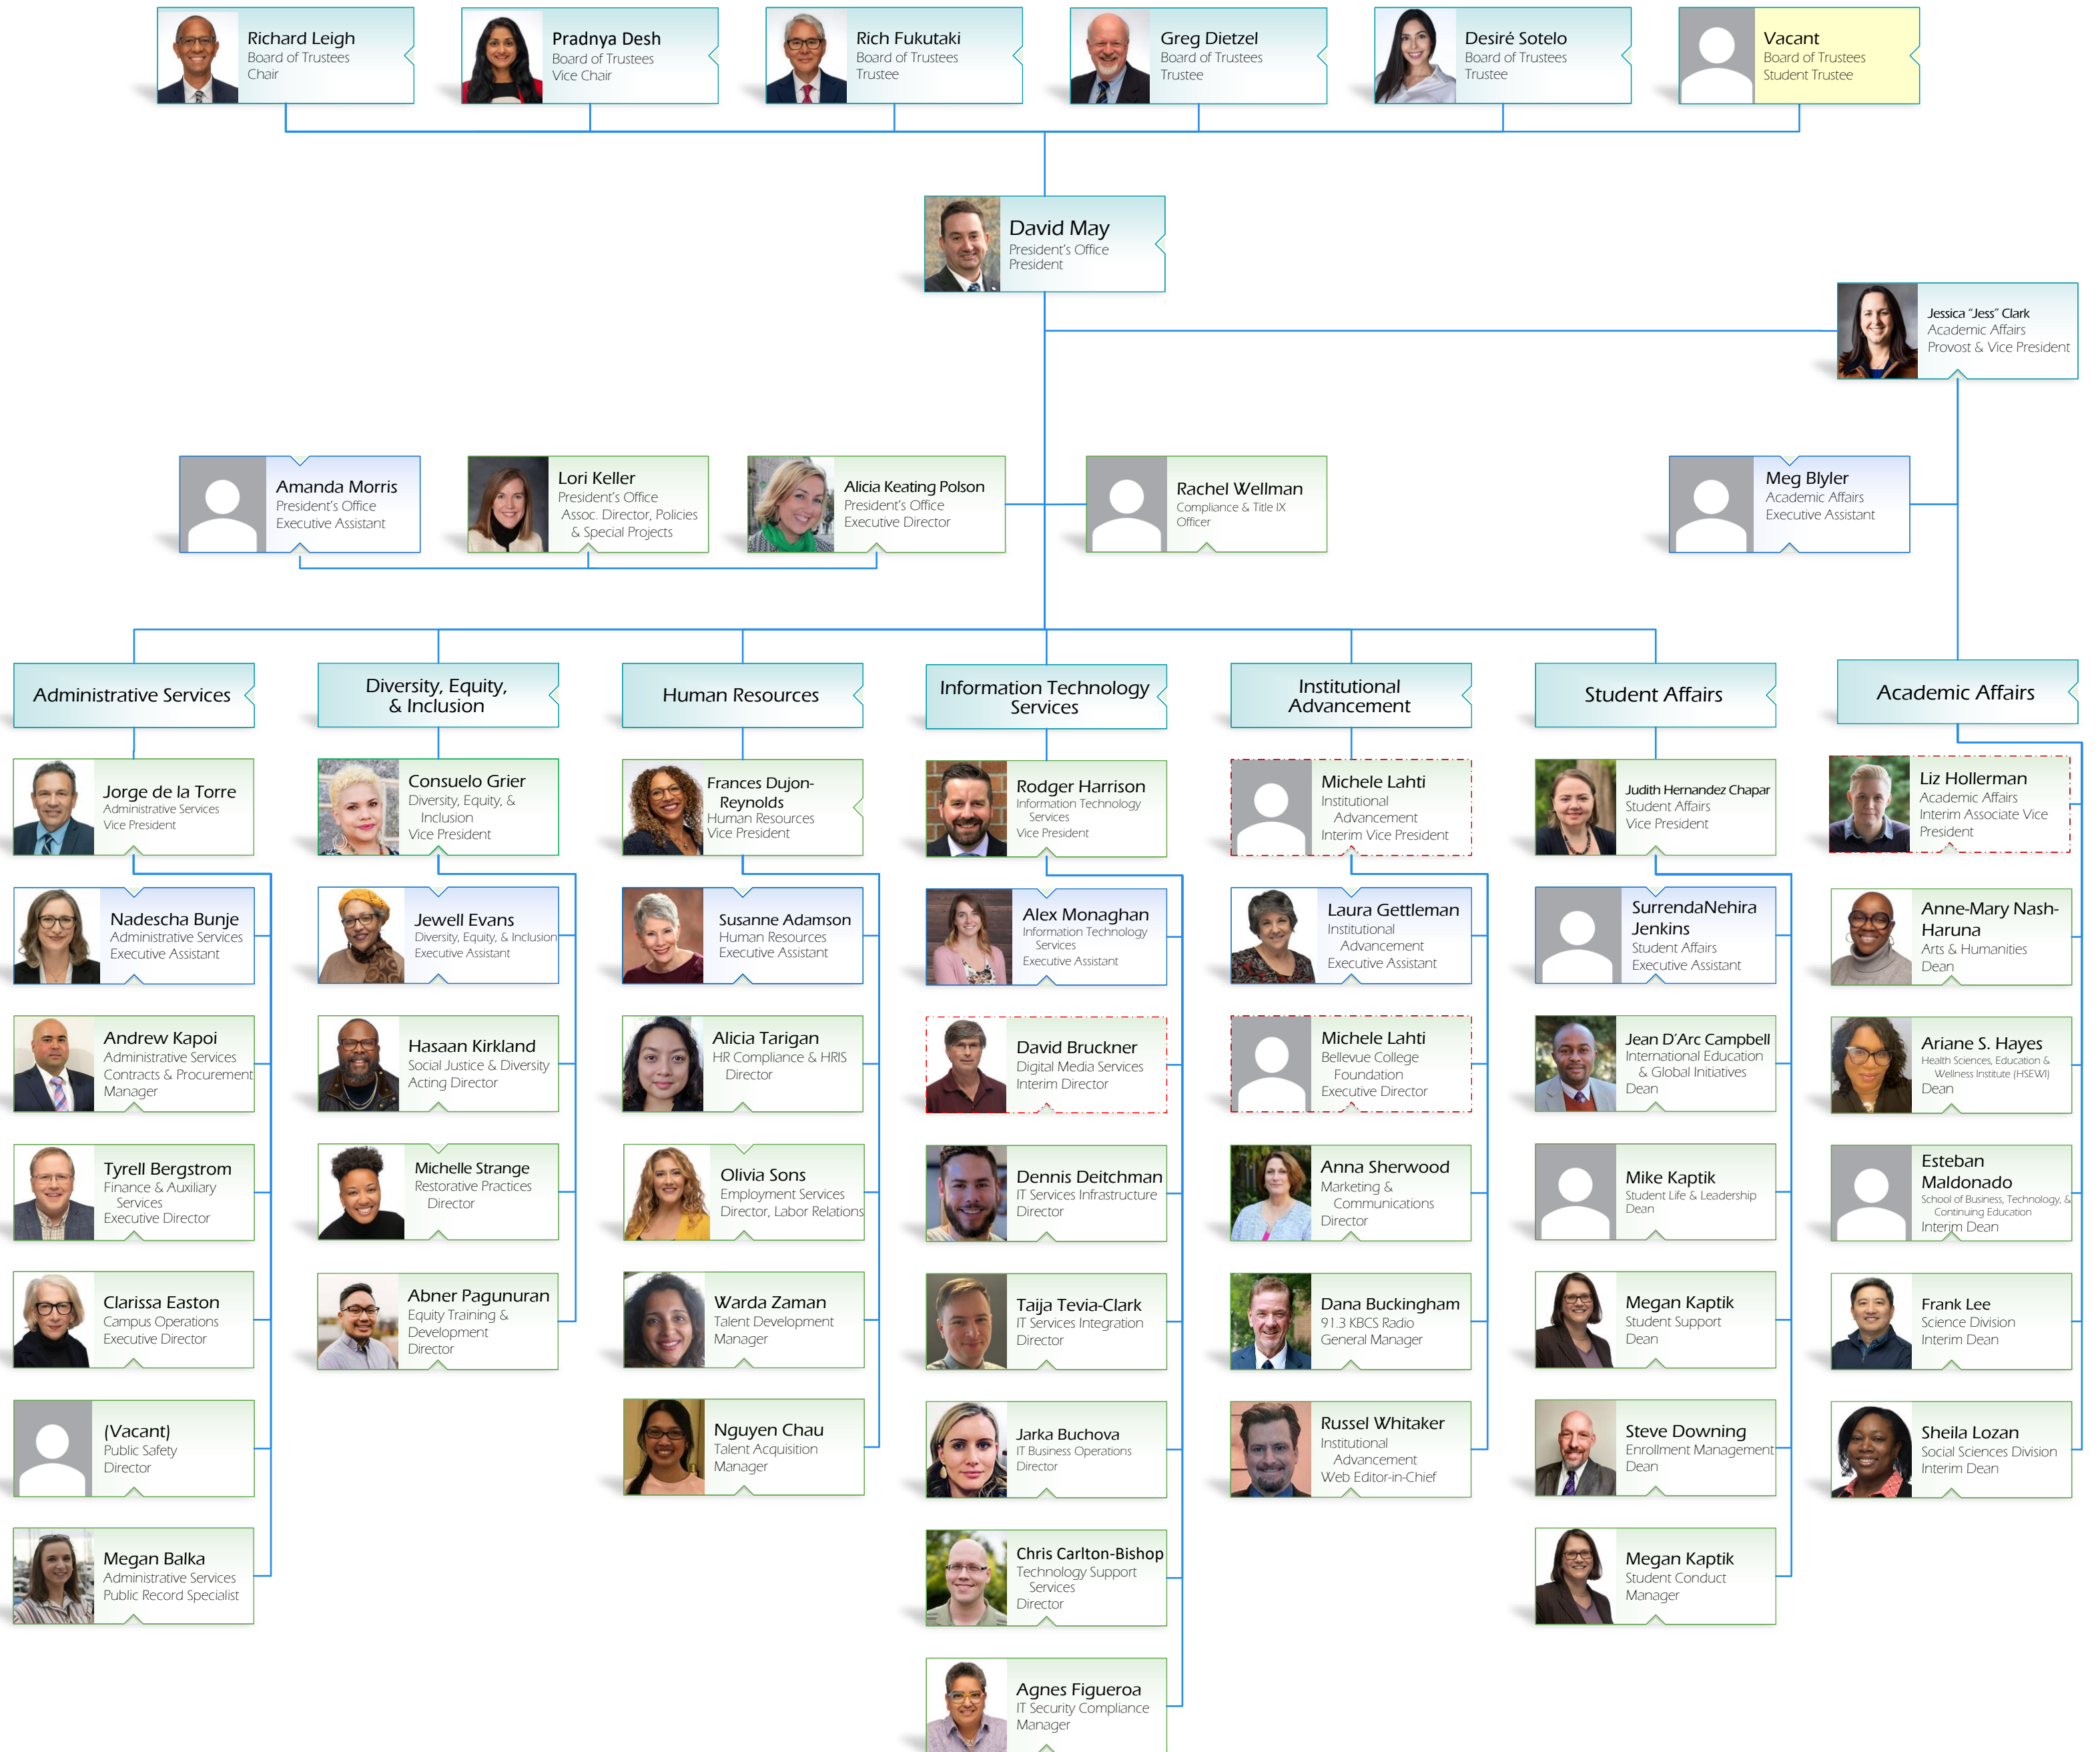 Richard Leigh
Board of Trustees
Chair
Pradnya Desh
Board of Trustees
Vice Chair
Rich Fukutaki
Board of Trustees
Trustee
Greg Dietzel
Board of Trustees
Trustee
Desiré Sotelo
Board of Trustees
Trustee
Vacant
Board of Trustees
Student Trustee
David May
President's Office
President
Jessica "Jess" Clark
Academic Affairs
Provost & Vice President
Amanda Morris
President's Office
Executive Assistant
Lori Keller
President's Office
Assoc. Director, Policies
& Special Projects
Alicia Keating Polson
President's Office
Executive Director
Rachel Wellman
Compliance & Title IX
Officer
Meg Blyler
Academic Affairs
Executive Assistant
Administrative Services
Jorge de la Torre
Administrative Services
Vice President
Nadescha Bunje
Administrative Services
Executive Assistant
Andrew Kapoi
Administrative Services
Contracts & Procurement
Manager
Tyrell Bergstrom
Finance & Auxiliary
Services
Executive Director
Clarissa Easton
Campus Operations
Executive Director
(Vacant)
Public Safety
Director
Megan Balka
Administrative Services
Public Record Specialist
Diversity, Equity,
& Inclusion
Consuelo Grier
Diversity, Equity, &
Inclusion
Vice President
Jewell Evans
Diversity, Equity, & Inclusion
Executive Assistant
Hasaan Kirkland
Social Justice & Diversity
Acting Director
Michelle Strange
Restorative Practices
Director
Abner Pagunuran
Equity Training &
Development
Director
Human Resources
Frances Dujon-
Reynolds
Human Resources
Vice President
Susanne Adamson
Human Resources
Executive Assistant
Alicia Tarigan
HR Compliance & HRIS
Director
Olivia Sons
Employment Services
Director, Labor Relations
Warda Zaman
Talent Development
Manager
Nguyen Chau
Talent Acquisition
Manager
Information Technology
Services
Rodger Harrison
Information Technology
Services
Vice President
Alex Monaghan
Information Technology
Services
Executive Assistant
David Bruckner
Digital Media Services
Interim Director
Dennis Deitchman
IT Services Infrastructure
Director
Taija Tevia-Clark
IT Services Integration
Director
Jarka Buchova
IT Business Operations
Director
Chris Carlton-Bishop
Technology Support
Services
Director
Agnes Figueroa
IT Security Compliance
Manager
Institutional
Advancement
Michele Lahti
Institutional
Advancement
Interim Vice President
Laura Gettleman
Institutional
Advancement
Executive Assistant
Michele Lahti
Bellevue College
Foundation
Executive Director
Anna Sherwood
Marketing &
Communications
Director
Dana Buckingham
91.3 KBCS Radio
General Manager
Russel Whitaker
Institutional
Advancement
Web Editor-in-Chief
Student Affairs
Judith Hernandez Chapar
Student Affairs
Vice President
SurrendaNehira
Jenkins
Student Affairs
Executive Assistant
Jean D'Arc Campbell
International Education
& Global Initiatives
Dean
Mike Kaptik
Student Life & Leadership
Dean
Megan Kaptik
Student Support
Dean
Steve Downing
Enrollment Management
Dean
Megan Kaptik
Student Conduct
Manager
Academic Affairs
Liz Hollerman
Academic Affairs
Interim Associate Vice
President
Anne-Mary Nash-
Haruna
Arts & Humanities
Dean
Ariane S. Hayes
Health Sciences, Education &
Wellness Institute (HSEWI)
Dean
Esteban
Maldonado
School of Business, Technology, &
Continuing Education
Interim Dean
Frank Lee
Science Division
Interim Dean
Sheila Lozan
Social Sciences Division
Interim Dean